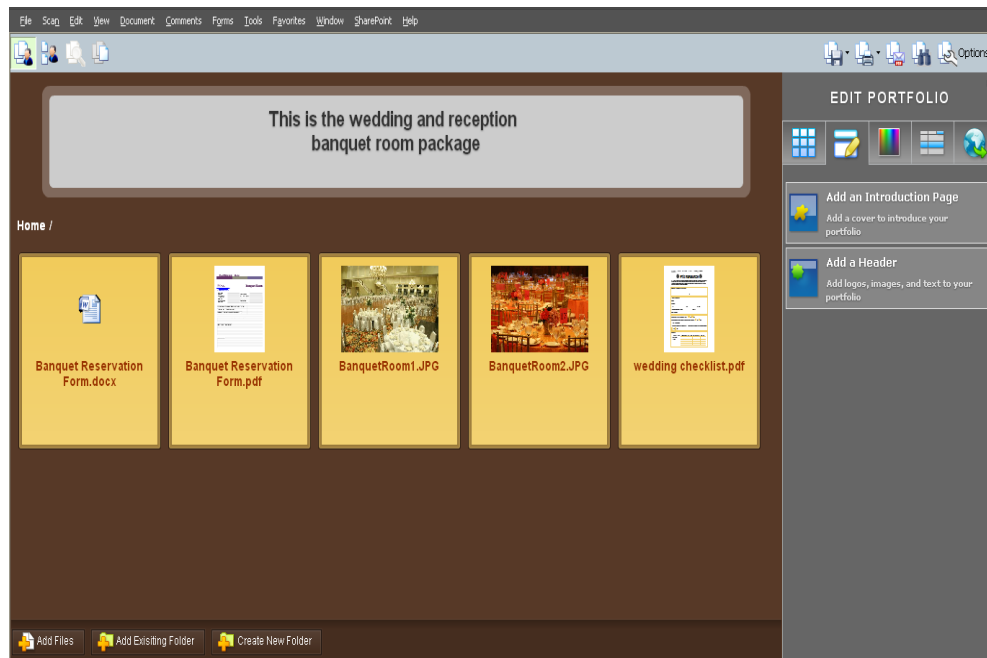 File Scan Edit View Document Comments Forms Tools Favorites Window SharePoint Help
Options
EDIT PORTFOLIO
This is the wedding and reception
banquet room package
Add an Introduction Page
Add a cover to introduce your
portfolio
Add a Header
Add logos, images, and text to your
portfolio
Home /
Banquet Reservation
Form.docx
Banquet Reservation
Form.pdf
BanquetRoom1.JPG
BanquetRoom2.JPG
wedding checklist.pdf
Add Files
Add Exisiting Folder
Create New Folder